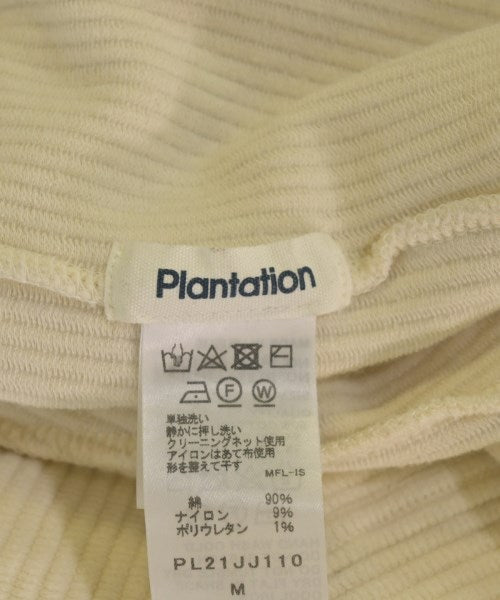 Plantation
F W
単独洗い
静かに押し洗い
クリーニングネット使用
アイロンはあて布使用
形を整えて干す
MFL-IS
綿 90%
ナイロン 9%
ポリウレタン 1%
PL21JJ110
M